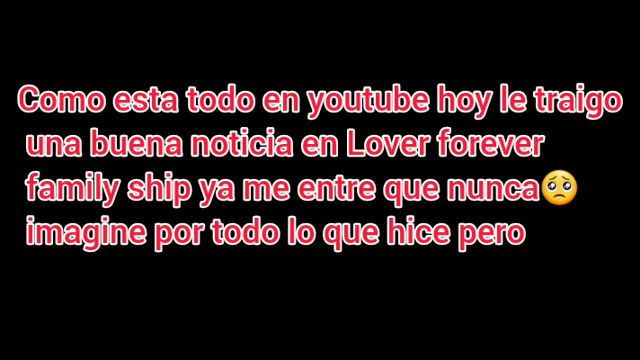 Como esta todo en youtube hoy le traigo
una buena noticia en Lover forever
family ship ya me entre que nunca🥺
imagine por todo lo que hice pero